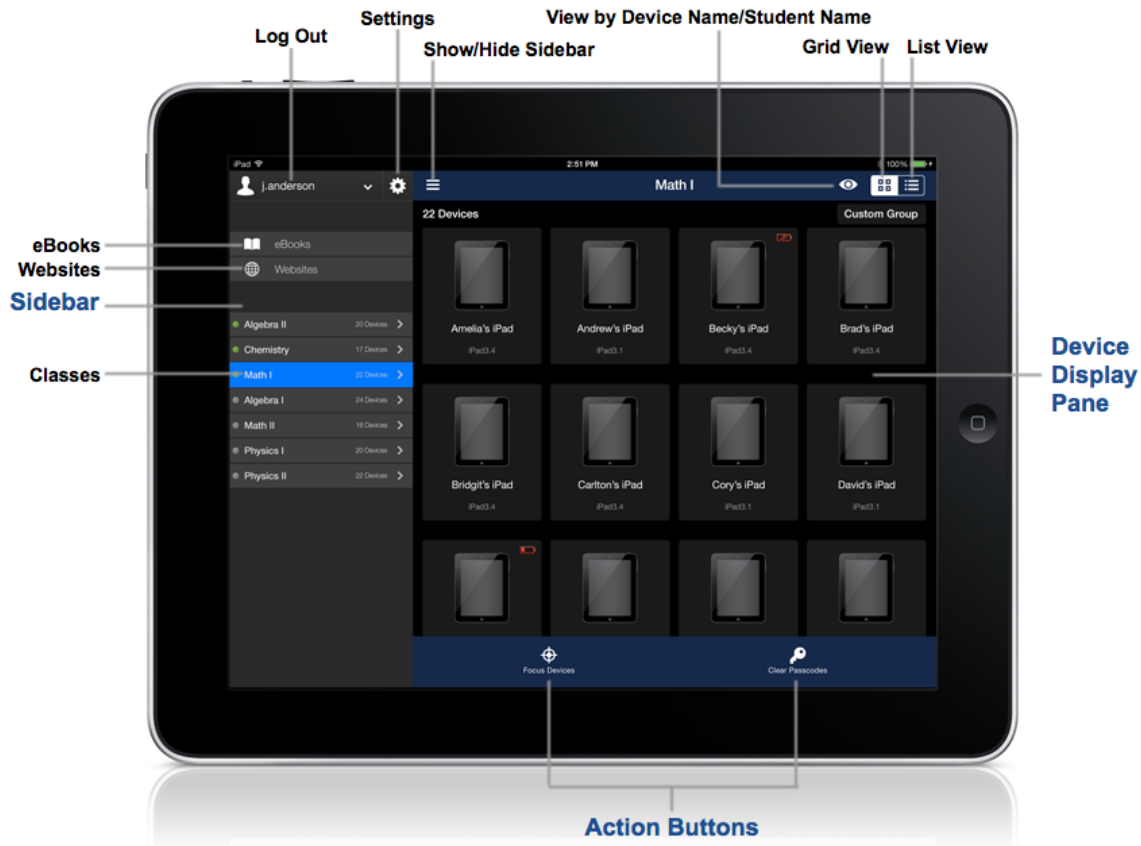 View by Device Name/Student Name
Settings
Log Out
Show/Hide Sidebar
Grid View
List View
iPad
2:51 PM
100%
j.anderson
Math I
22 Devices
Custom Group
eBooks
eBooks
Websites
Websites
Sidebar
Classes
Algebra II
20 Devices
Chemistry
17 Devices
Math I
22 Devices
Algebra I
24 Devices
Math II
18 Devices
Physics I
20 Devices
Physics II
22 Devices
Amelia's iPad
iPad3.4
Andrew's iPad
iPad3.1
Becky's iPad
iPad3.4
Brad's iPad
iPad3.4
Device
Display
Pane
Bridgit's iPad
iPad3.4
Carlton's iPad
iPad3.4
Cory's iPad
iPad3.1
David's iPad
iPad3.1
Focus Devices
Clear Passcodes
Action Buttons